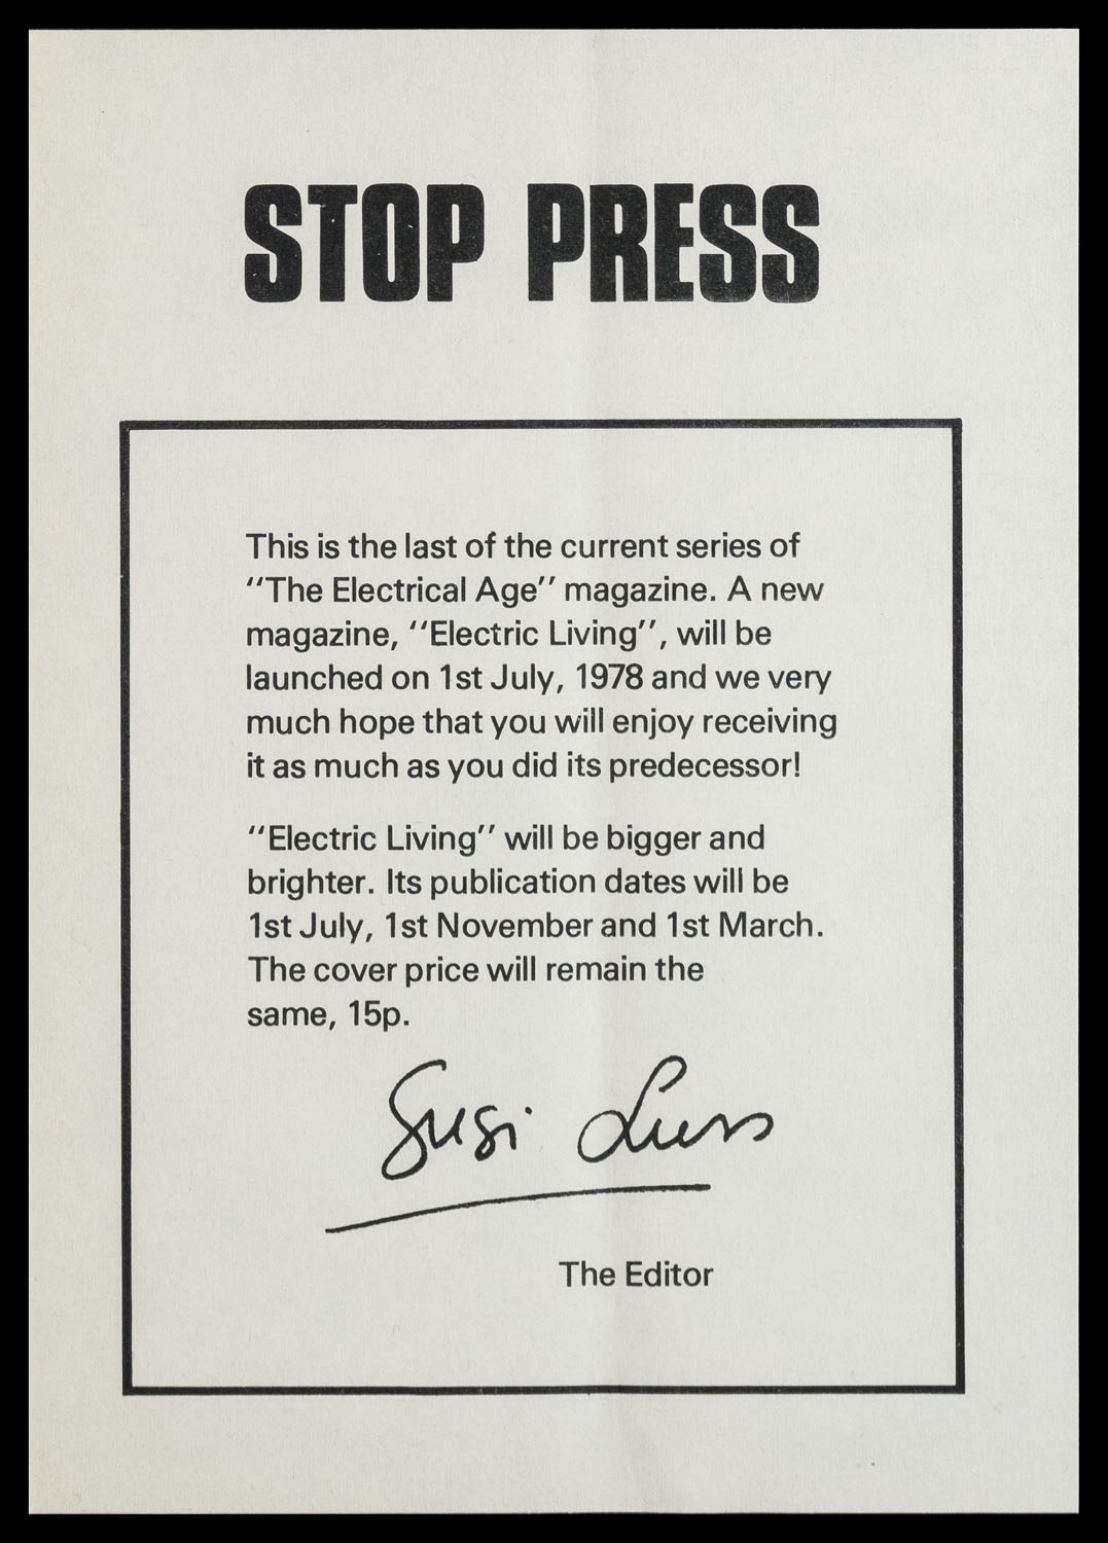 STOP PRESS
This is the last of the current series of
“The Electrical Age” magazine. A new
magazine, “Electric Living”, will be
launched on 1st July, 1978 and we very
much hope that you will enjoy receiving
it as much as you did its predecessor!
“Electric Living” will be bigger and
brighter. Its publication dates will be
1st July, 1st November and 1st March.
The cover price will remain the
same, 15p.
Susi
The Editor